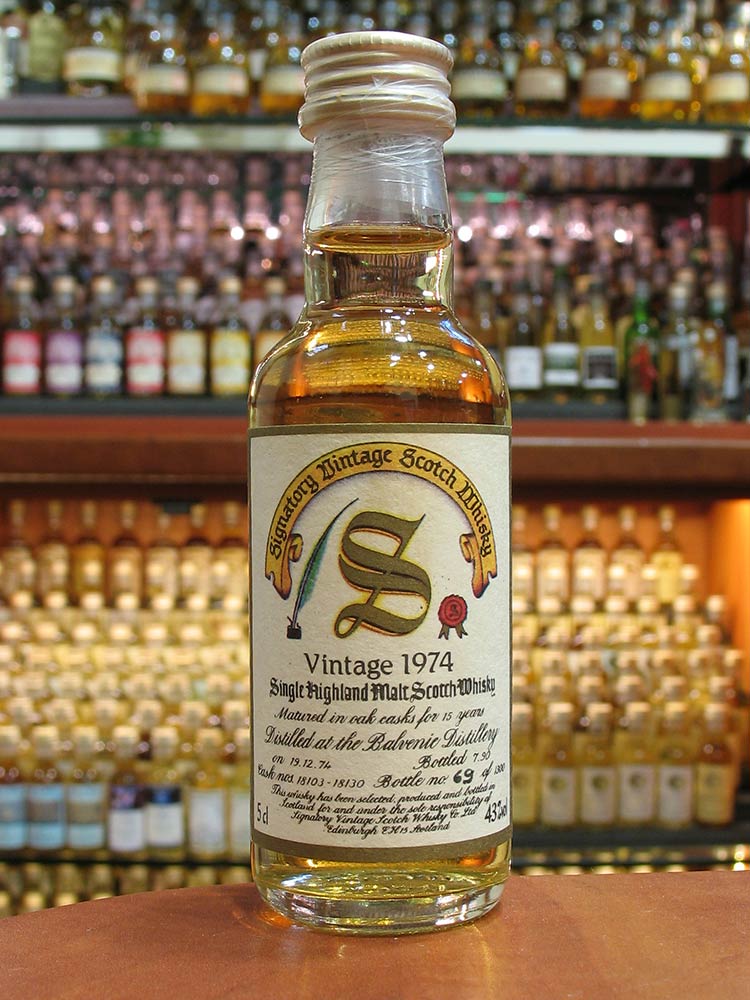 Signatory Vintage Scotch Whisky
S
Vintage 1974
Single Highland Malt Scotch Whisky
Matured in oak casks for 15 years
Distilled at the Balvenie Distillery
on 19.12.74 Bottled 7.90
Cask nos. 18103 - 18130 Bottle no: 69 of 1300
This whisky has been selected, produced and bottled in
Scotland for and under the sole responsibility of
Signatory Vintage Scotch Whisky Co. Ltd
Edinburgh EH15 Scotland
5 cl
43% vol